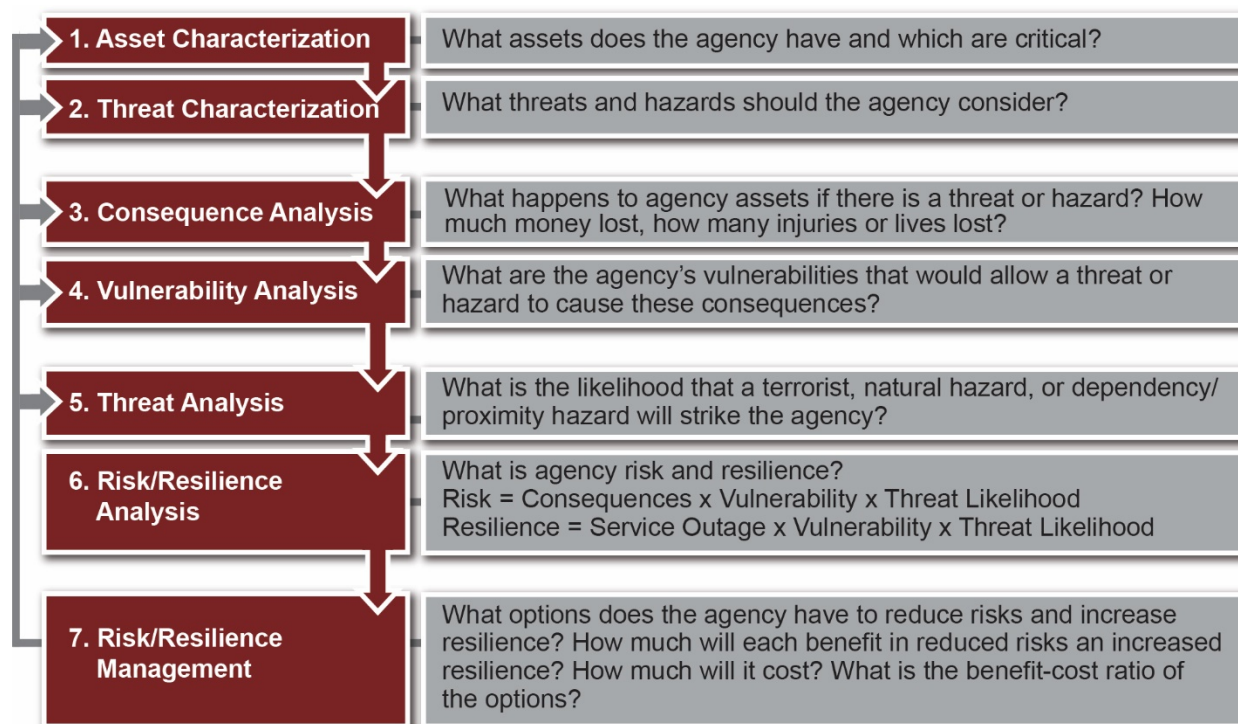 1. Asset Characterization
What assets does the agency have and which are critical?
2. Threat Characterization
What threats and hazards should the agency consider?
3. Consequence Analysis
What happens to agency assets if there is a threat or hazard? How
much money lost, how many injuries or lives lost?
4. Vulnerability Analysis
What are the agency's vulnerabilities that would allow a threat or
hazard to cause these consequences?
5. Threat Analysis
What is the likelihood that a terrorist, natural hazard, or dependency/
proximity hazard will strike the agency?
6. Risk/Resilience
Analysis
What is agency risk and resilience?
Risk = Consequences x Vulnerability x Threat Likelihood
Resilience = Service Outage x Vulnerability x Threat Likelihood
7. Risk/Resilience
Management
What options does the agency have to reduce risks and increase
resilience? How much will each benefit in reduced risks an increased
resilience? How much will it cost? What is the benefit-cost ratio of
the options?